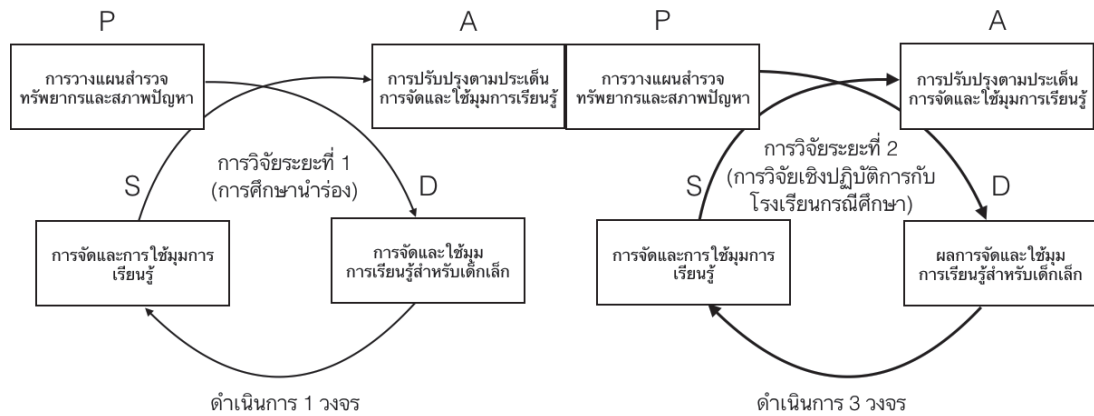 P
A
P
A
การวางแผนสำรวจ
ทรัพยากรและสภาพปัญหา
การปรับปรุงตามประเด็น
การจัดและใช้มุมการเรียนรู้
การวางแผนสำรวจ
ทรัพยากรและสภาพปัญหา
การปรับปรุงตามประเด็น
การจัดและใช้มุมการเรียนรู้
การวิจัยระยะที่ 1
(การศึกษานำร่อง)
การวิจัยระยะที่ 2
(การวิจัยเชิงปฏิบัติการกับ
โรงเรียนกรณีศึกษา)
S
D
S
D
การจัดและการใช้มุมการ
เรียนรู้
การจัดและใช้มุม
การเรียนรู้สำหรับเด็กเล็ก
การจัดและการใช้มุมการ
เรียนรู้
ผลการจัดและใช้มุม
การเรียนรู้สำหรับเด็กเล็ก
ดำเนินการ 1 วงจร
ดำเนินการ 3 วงจร